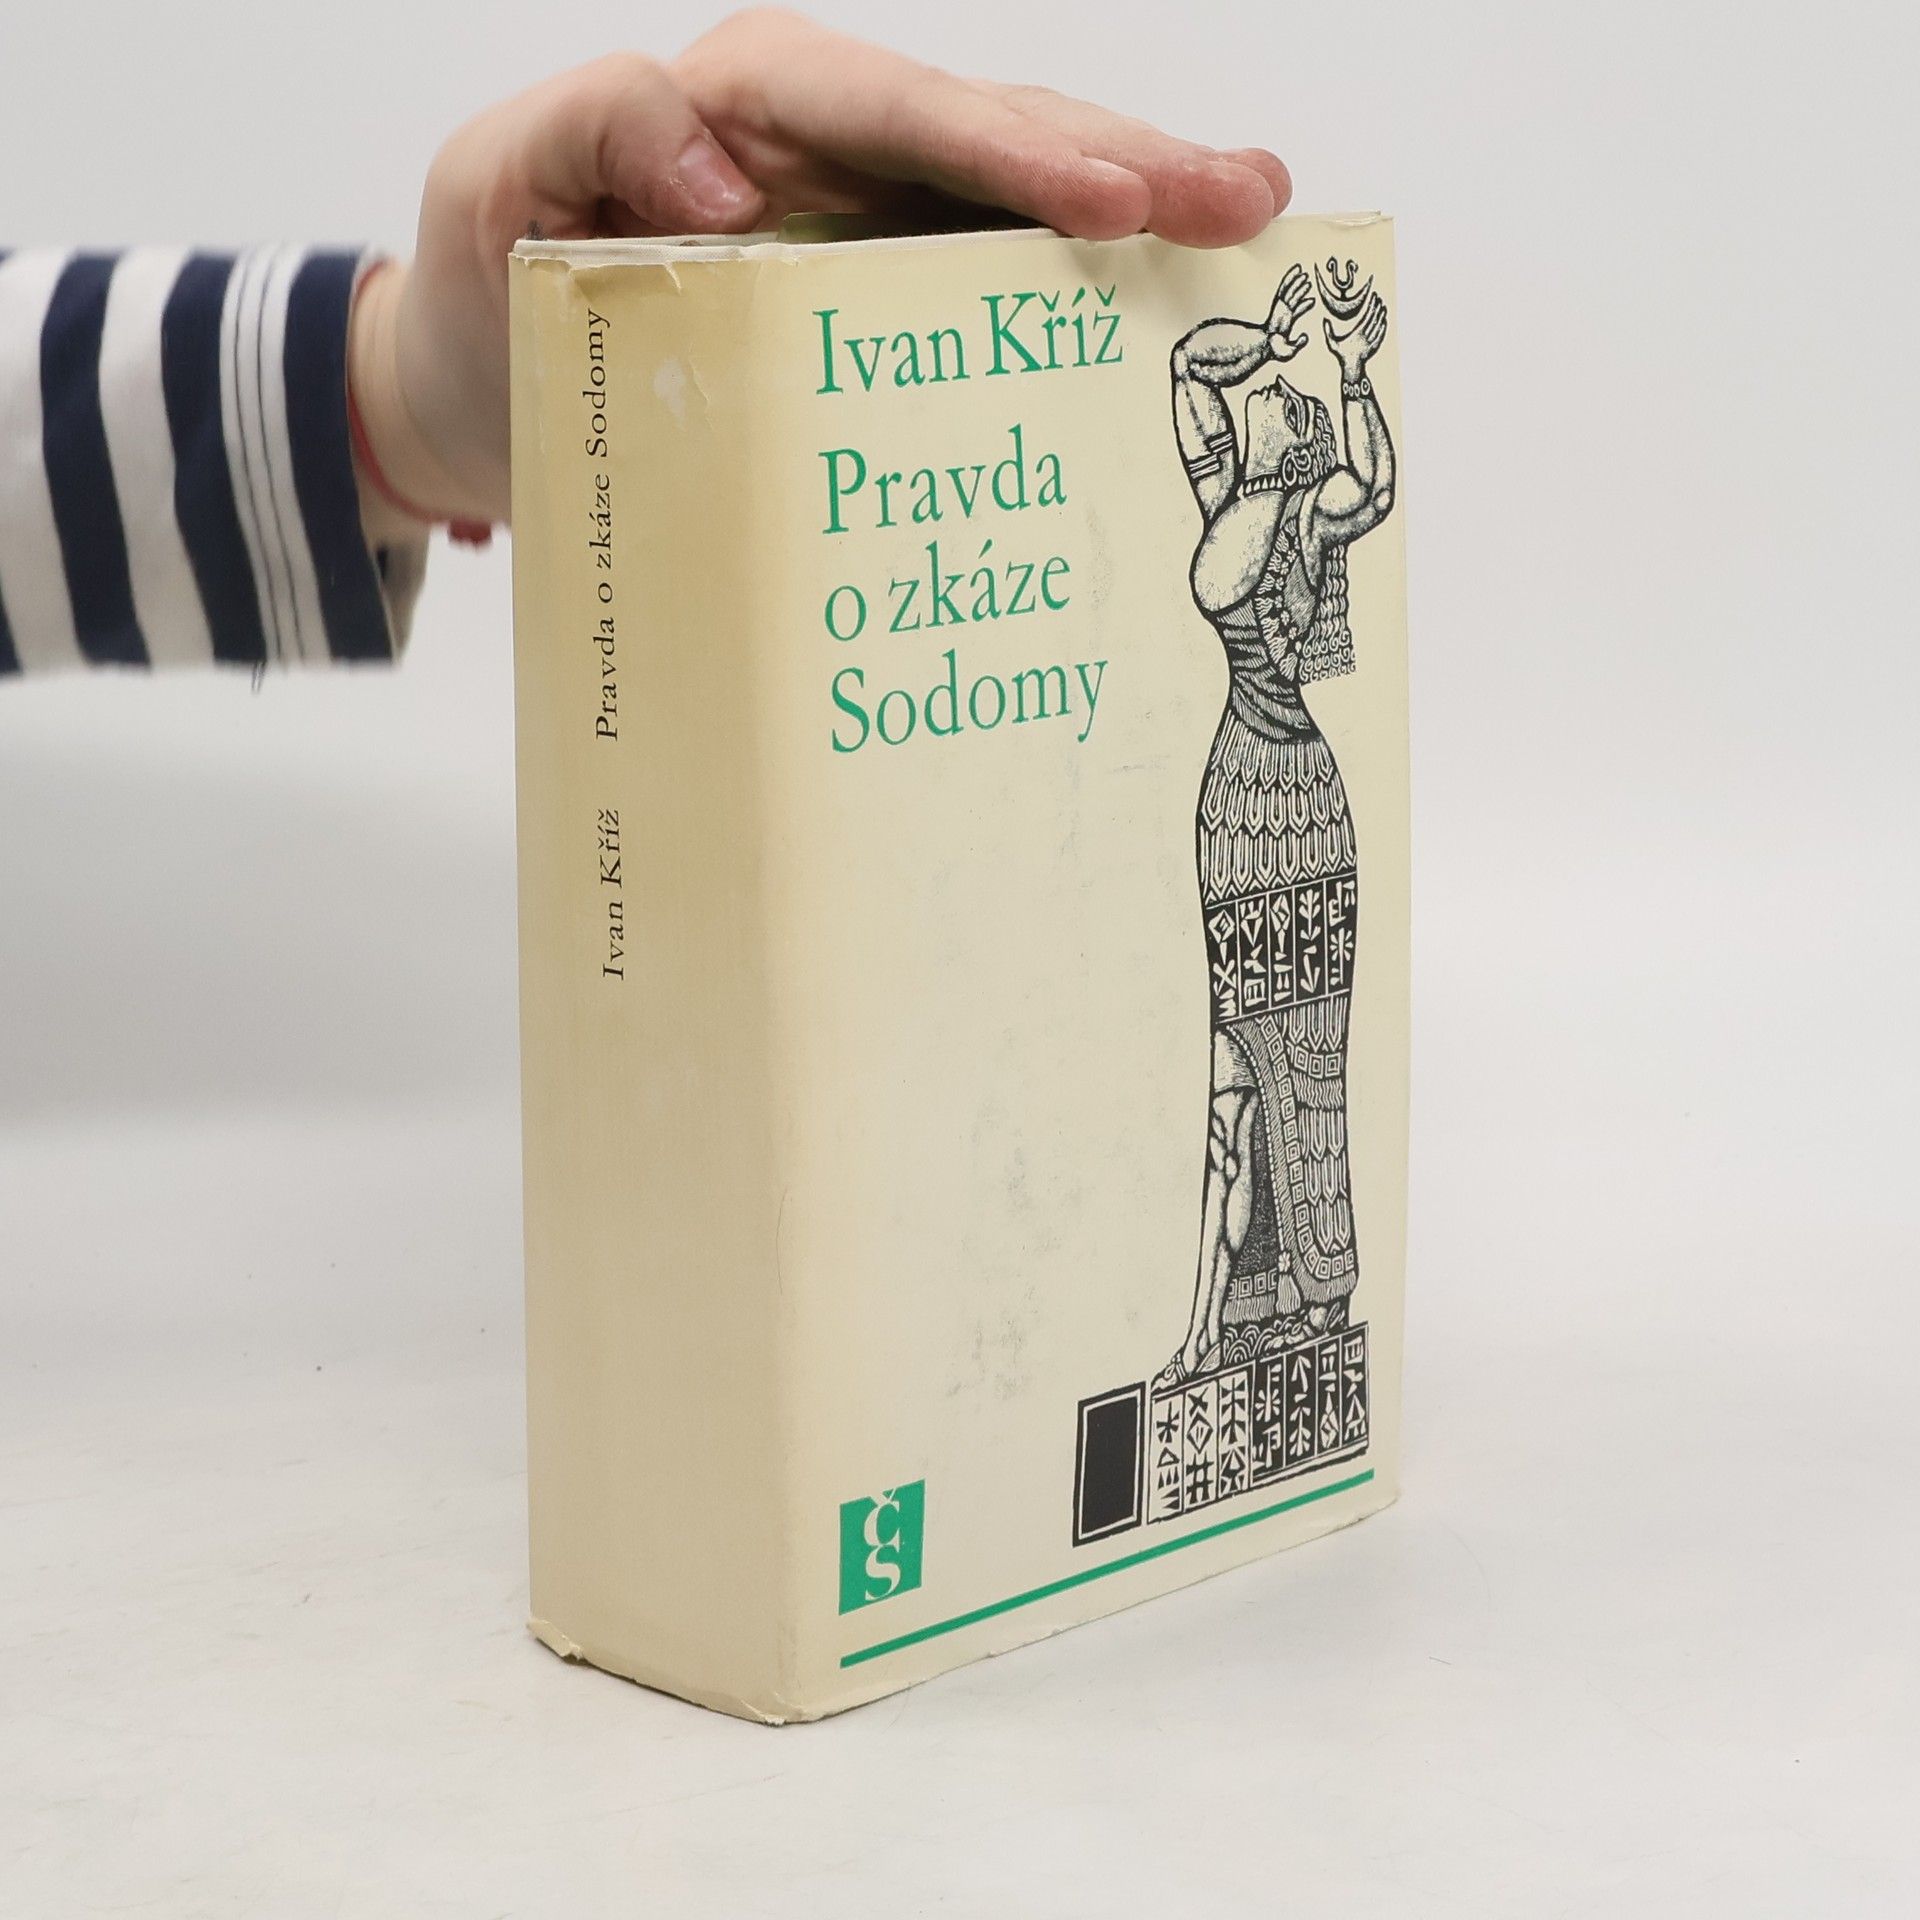 Ivan Kříž
Pravda
o zkáze
Sodomy
ČS
Ivan Kříž Pravda o zkáze Sodomy